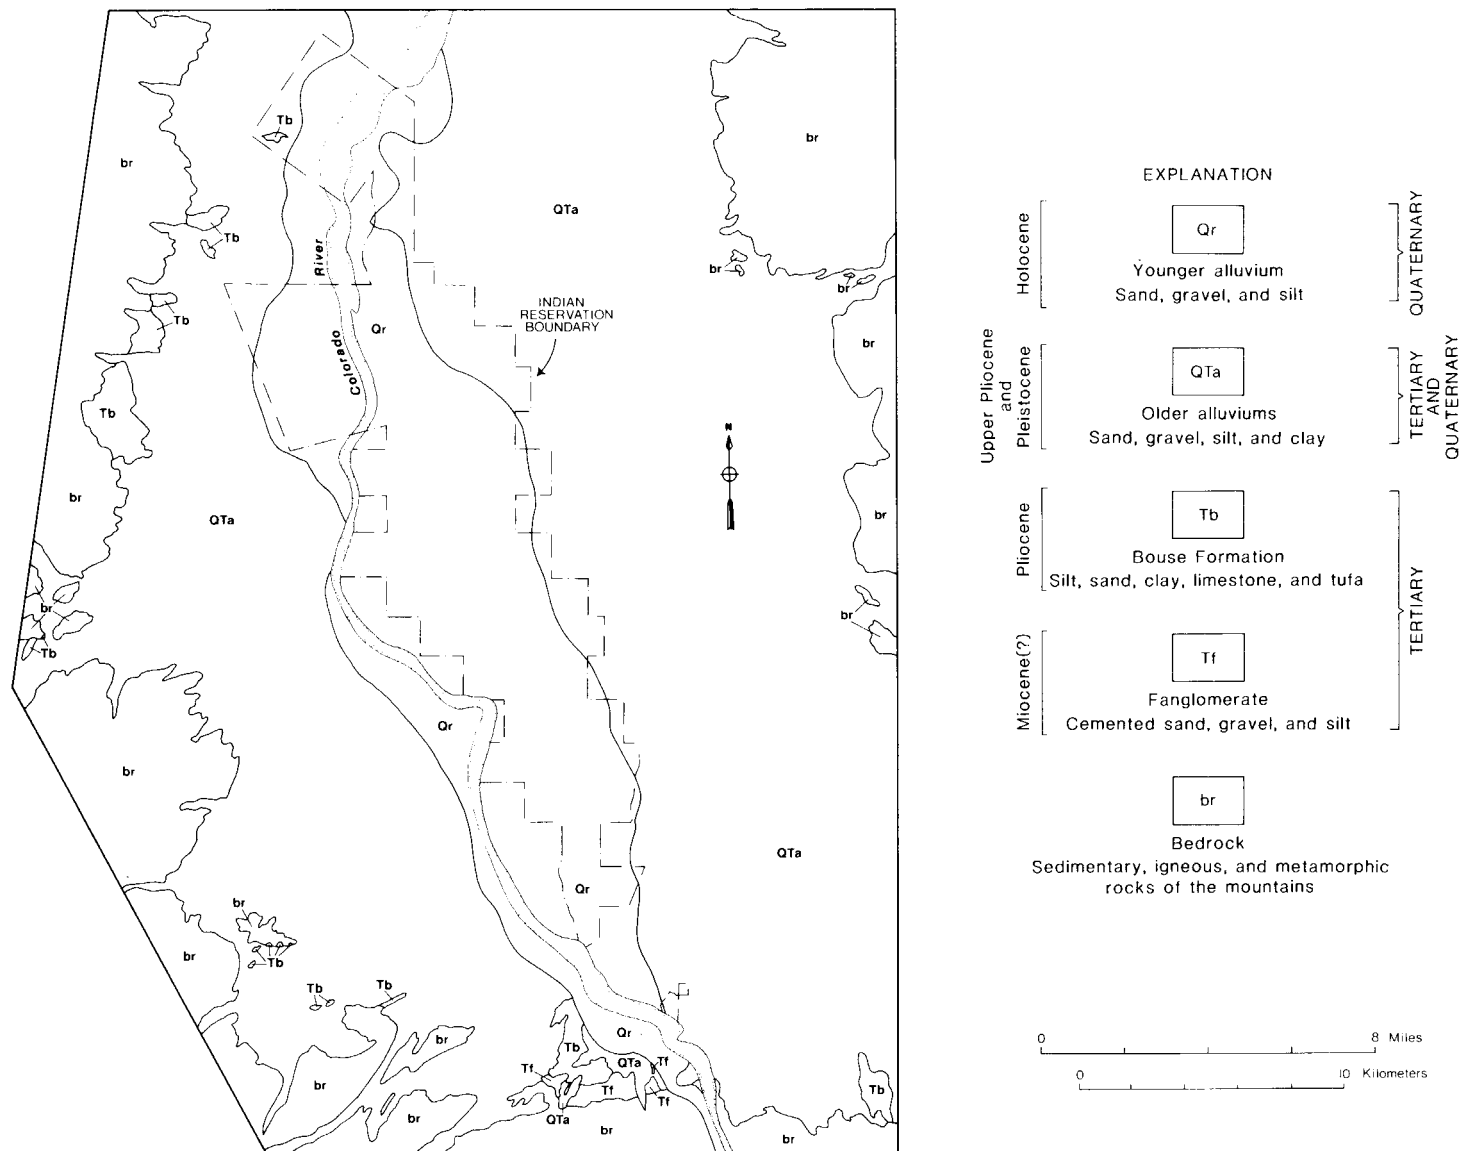 Tb
br
QTa
br
Tb
River
br
br
Tb
INDIAN
RESERVATION
BOUNDARY
Qr
Colorado
br
Tb
N
br
QTa
br
br
br
Tb
Qr
br
QTa
Qr
br
br
Tb
Tb
Tb
Qr
br
Tb
QTa
Tf
Tf
Tb
br
Tf
Tf
br
QTa
br
br
EXPLANATION
Holocene
Qr
QUATERNARY
Younger alluvium
Sand, gravel, and silt
Upper Pliocene
and
Pleistocene
QTa
TERTIARY
AND
QUATERNARY
Older alluviums
Sand, gravel, silt, and clay
Pliocene
Tb
Bouse Formation
Silt, sand, clay, limestone, and tufa
TERTIARY
Miocene(?)
Tf
Fanglomerate
Cemented sand, gravel, and silt
br
Bedrock
Sedimentary, igneous, and metamorphic
rocks of the mountains
0 8 Miles
0 10 Kilometers